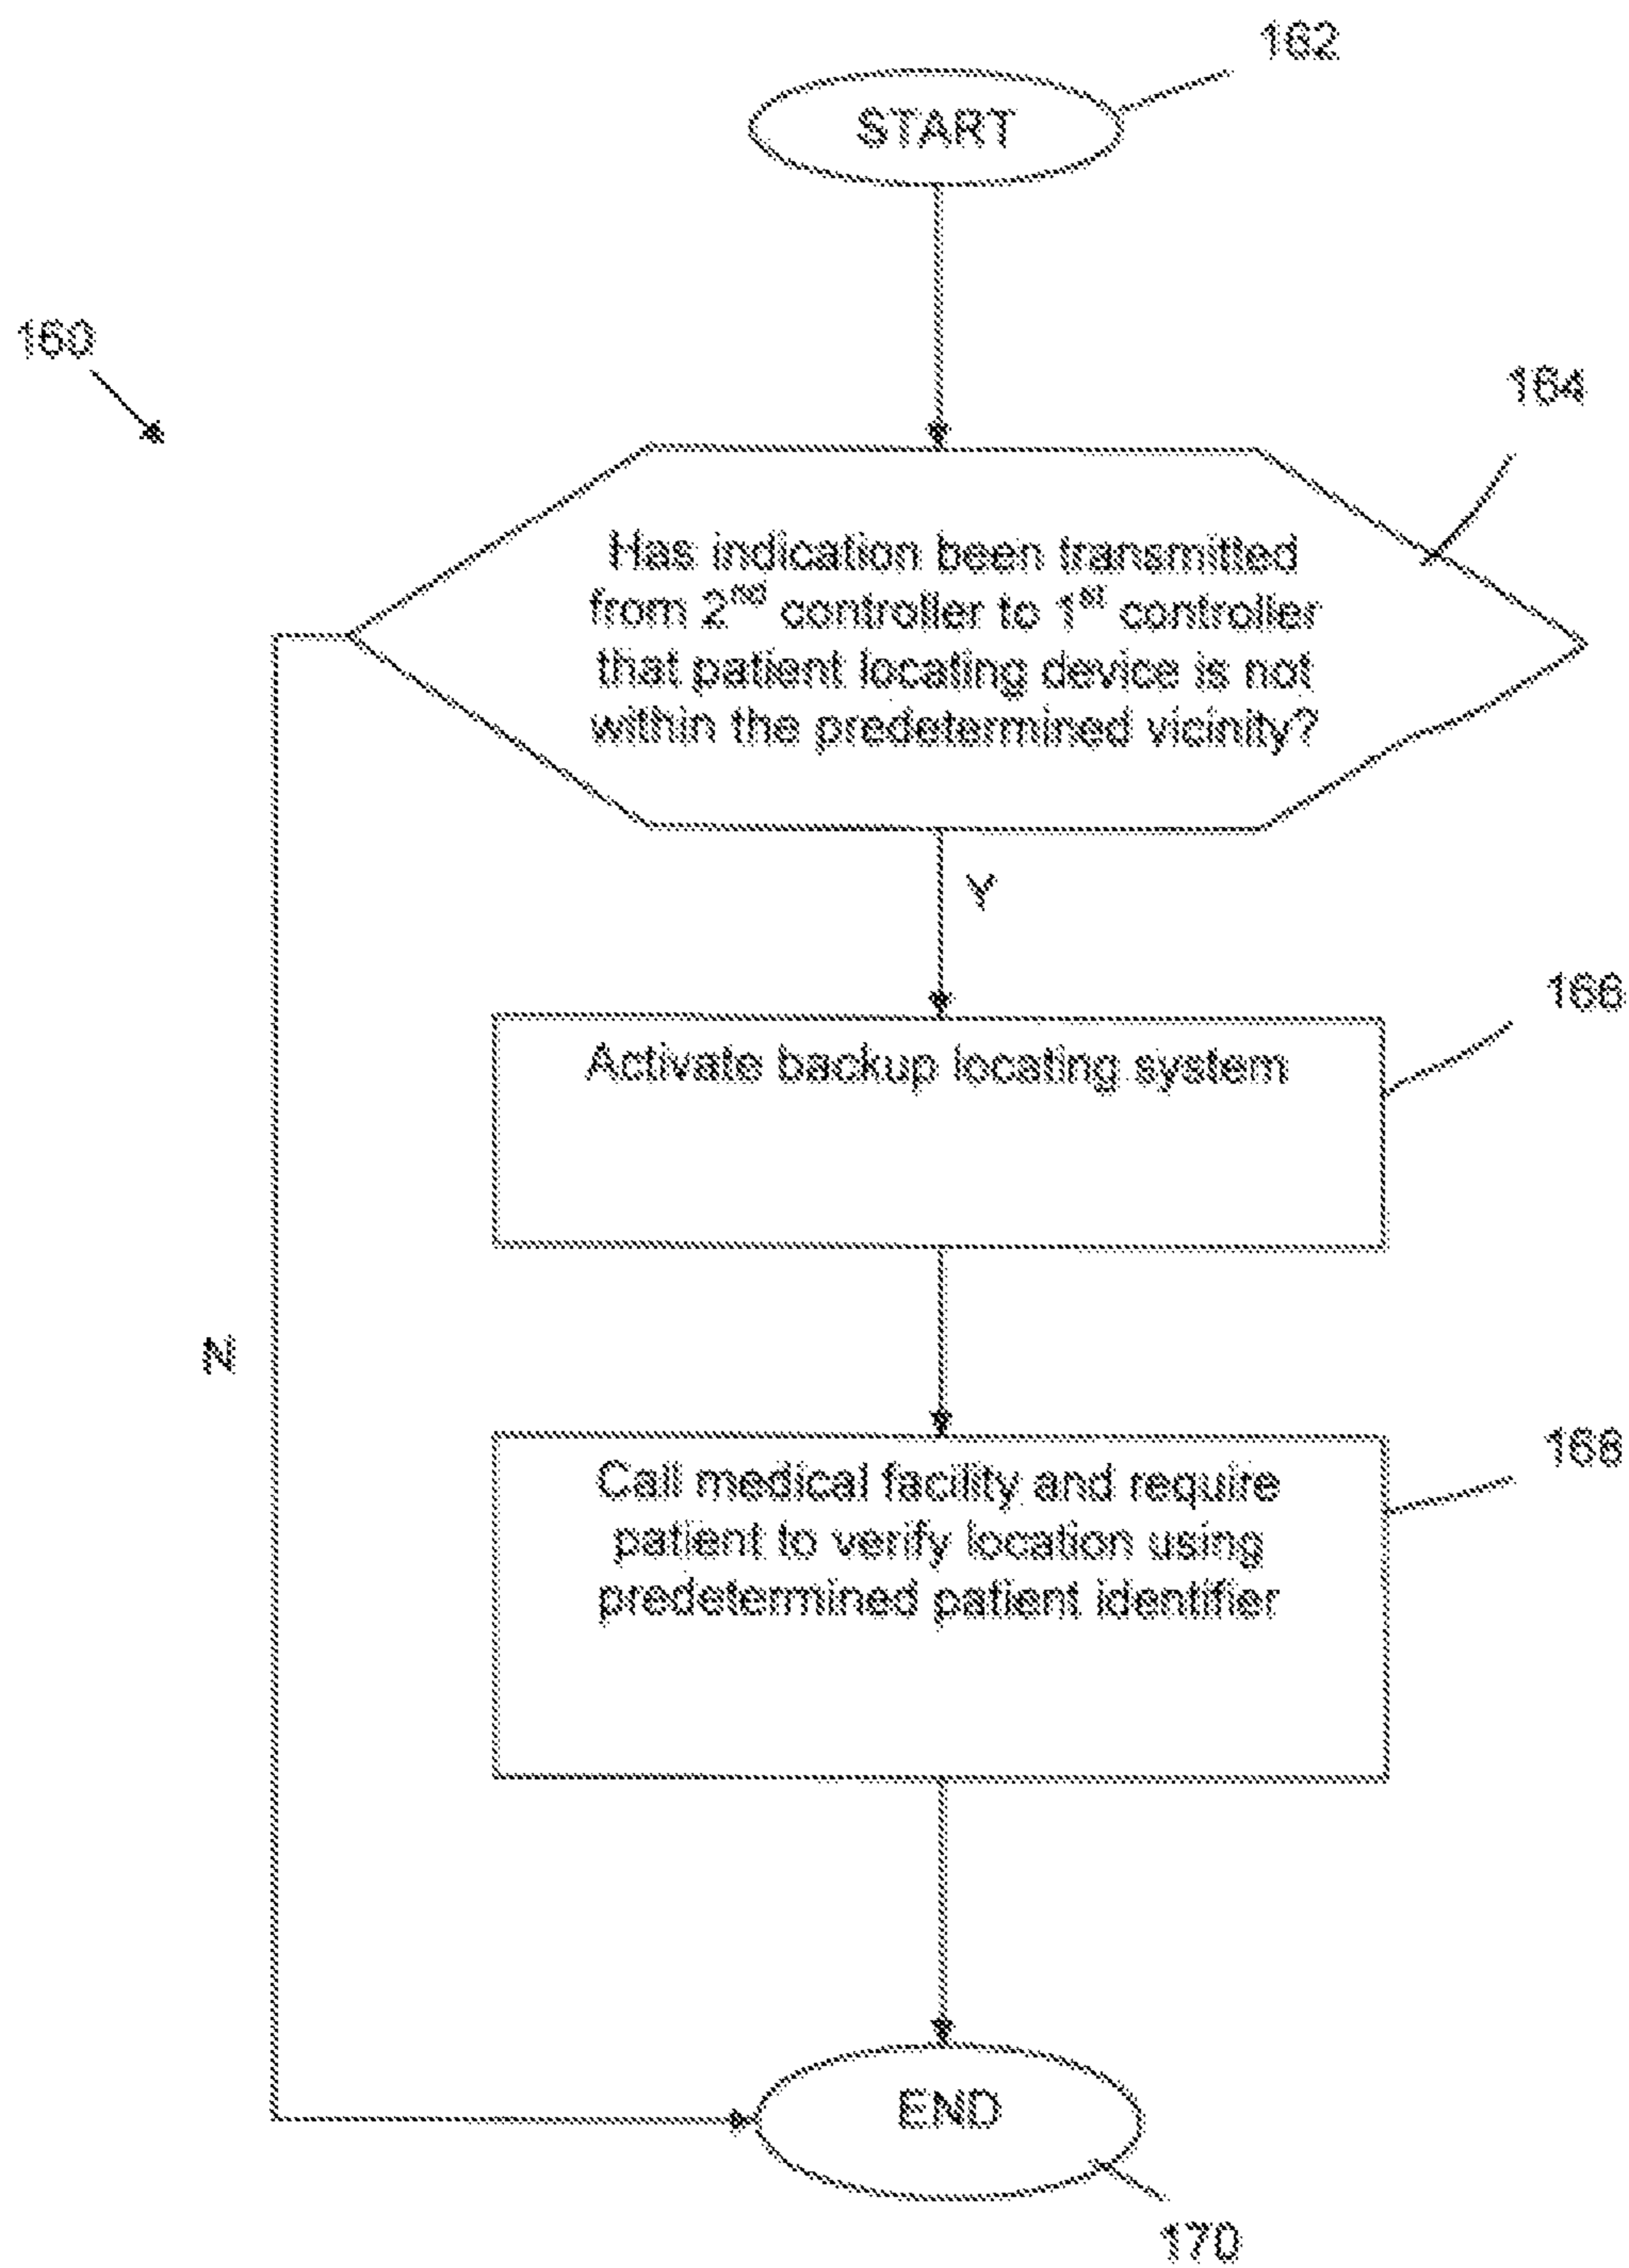 162
START
160
164
Has indication been transmitted
from 2nd controller to 1st controller
that patient locating device is not
within the predetermined vicinity?
Y
166
Activate backup locating system
N
168
Call medical facility and require
patient to verify location using
predetermined patient identifier
END
170